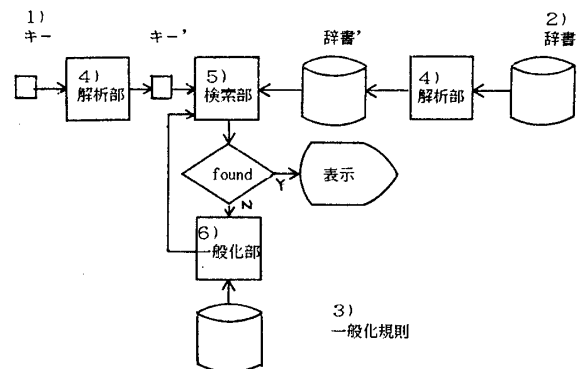 1)
キー
キー'
辞書'
2)
辞書
4)
解析部
5)
検索部
4)
解析部
found
Y
表示
N
6)
一般化部
3)
一般化規則